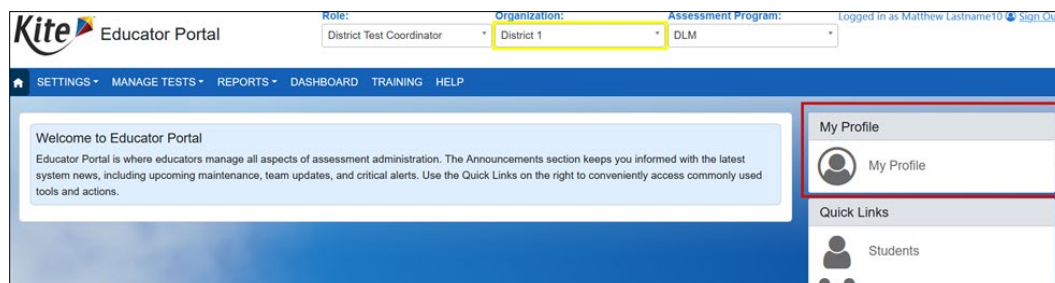 Role: Organization: Assessment Program: Logged in as Matthew Lastname10 Sign Ou
Kite Educator Portal
District Test Coordinator District 1 DLM
SETTINGS MANAGE TESTS REPORTS DASHBOARD TRAINING HELP
Welcome to Educator Portal
Educator Portal is where educators manage all aspects of assessment administration. The Announcements section keeps you informed with the latest
system news, including upcoming maintenance, team updates, and critical alerts. Use the Quick Links on the right to conveniently access commonly used
tools and actions.
My Profile
My Profile
Quick Links
Students